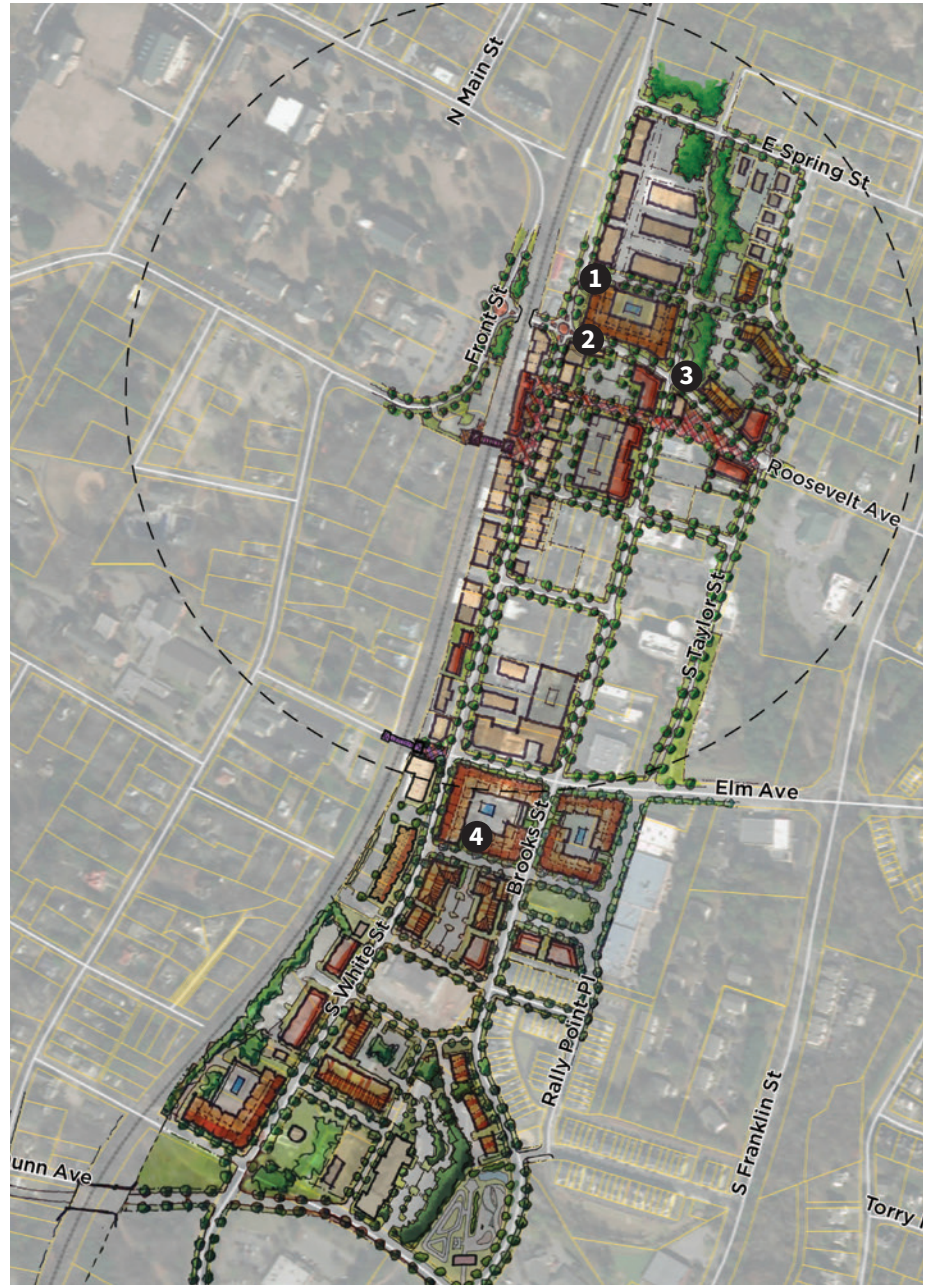 N Main St
E Spring St
1
Front St
2
3
Roosevelt Ave
S Taylor St
Elm Ave
4
Brooks St
S White St
Rally Point Pl
S Franklin St
unn Ave
Torry